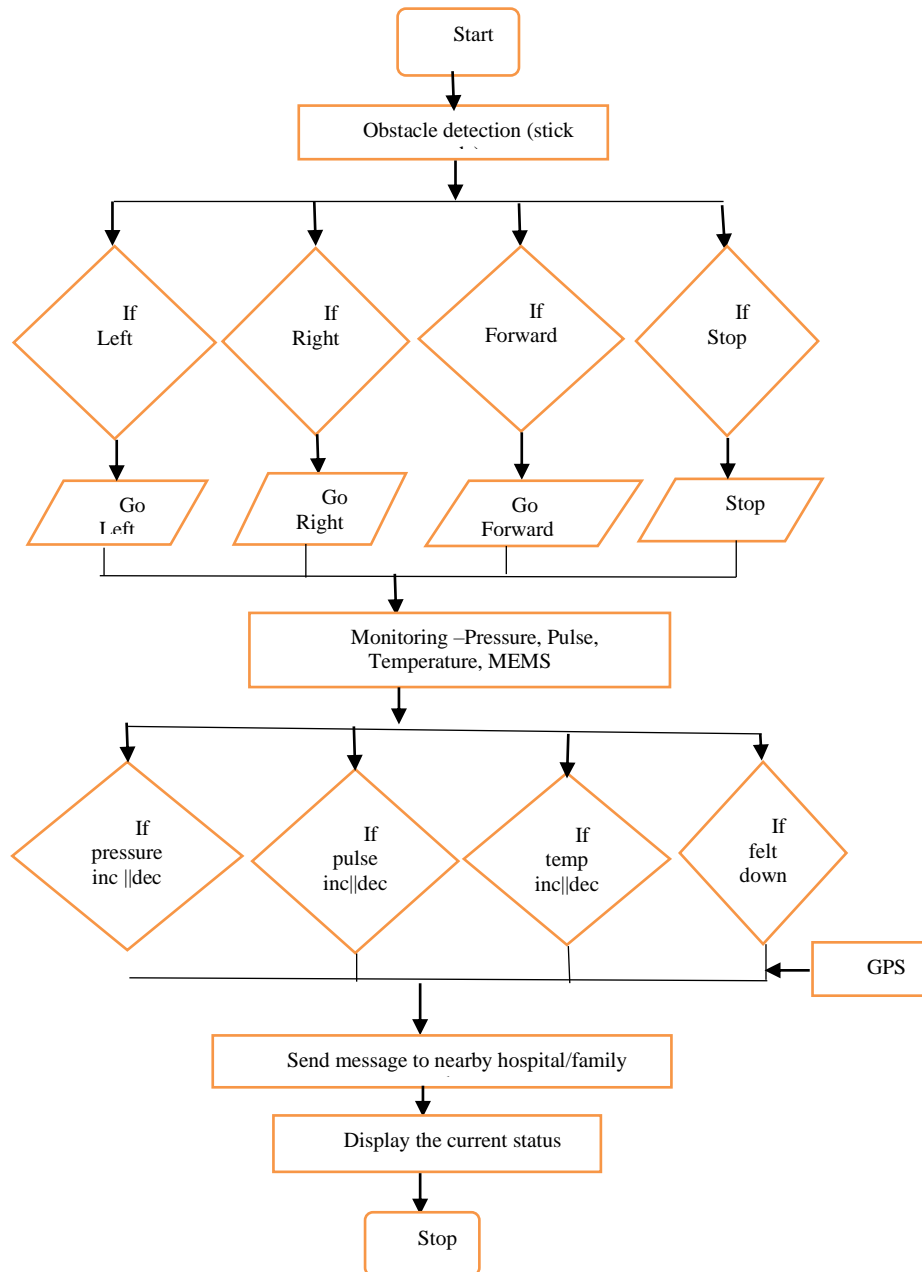 Start
Obstacle detection (stick
If
Left
If
Right
If
Forward
If
Stop
Go
Left
Go
Right
Go
Forward
Stop
Monitoring –Pressure, Pulse,
Temperature, MEMS
If
pressure
inc ||dec
If
pulse
inc||dec
If
temp
inc||dec
If
felt
down
GPS
Send message to nearby hospital/family
Display the current status
Stop